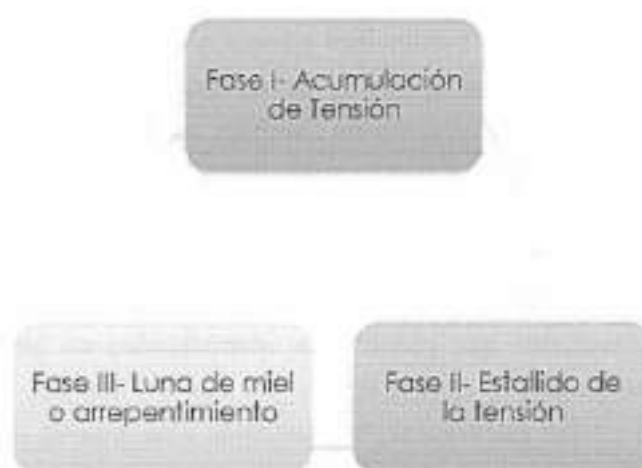 Fase I- Acumulación
de Tensión
Fase III- Luna de miel
o arrepentimiento
Fase II- Estallido de
la tensión